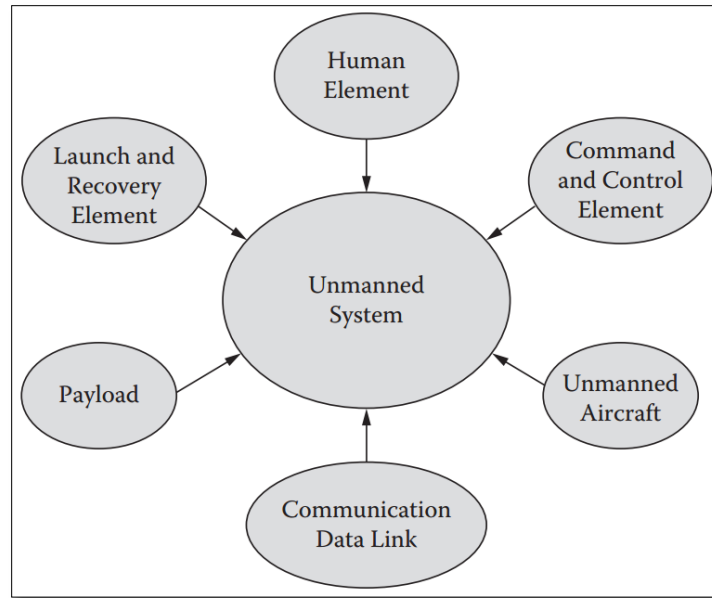 Human
Element
Launch and
Recovery
Element
Command
and Control
Element
Unmanned
System
Payload
Unmanned
Aircraft
Communication
Data Link